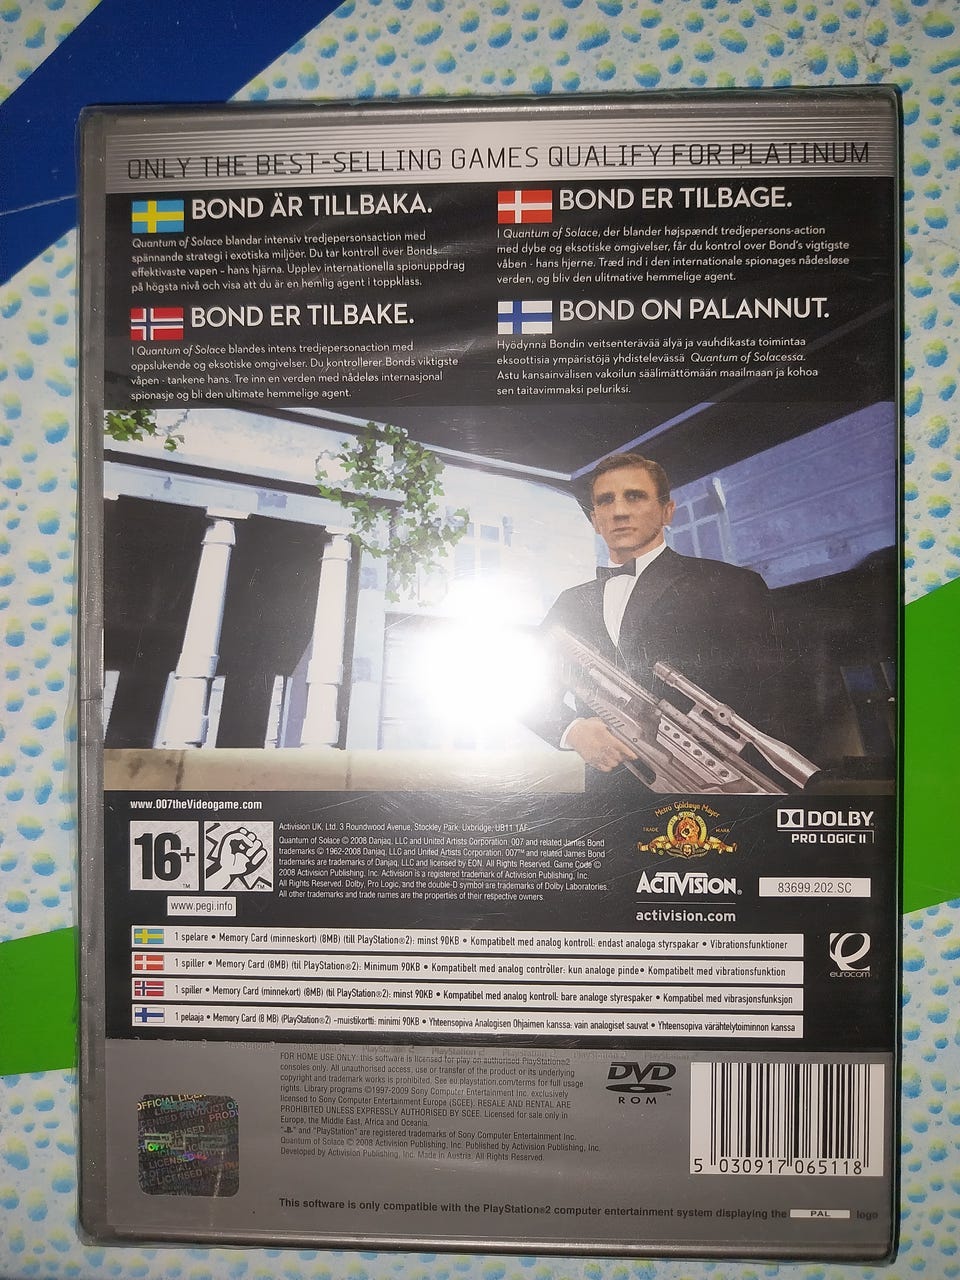 ONLY THE BEST-SELLING GAMES QUALIFY FOR PLATINUM
BOND ÄR TILLBAKA.
Quantum of Solace blandar intensiv tredjepersonsaction med
spännande strategi i exotiska miljöer. Du tar kontroll över Bonds
effektivaste vapen - hans hjärna. Upplev internationella spionuppdrag
på högsta nivå och visa att du är en hemlig agent i toppklass.
BOND ER TILBAGE.
I Quantum of Solace, der blander højspændt tredjepersons-action
med dybe og eksotiske omgivelser, får du kontrol over Bond's vigtigste
våben - hans hjerne. Træd ind i den internationale spionages nådesløse
verden, og bliv den ulitmative hemmelige agent.
BOND ER TILBAKE.
I Quantum of Solace blandes intens tredjepersonaction med
oppslukende og eksotiske omgivelser. Du kontrollerer Bonds viktigste
våpen - tankene hans. Tre inn en verden med nådeløs internasjonal
spionasje og bli den ultimate hemmelige agent.
BOND ON PALANNUT.
Hyödynnä Bondin veitsenterävää älyä ja vauhdikasta toimintaa
eksoottisia ympäristöjä yhdistelevässä Quantum of Solacessa.
Astu kansainvälisen vakoilun säälimättömään maailmaan ja kohoa
sen taitavimmaksi peluriksi.
www.007theVideogame.com
16+
www.pegi.info
Activision UK, Ltd. 3 Roundwood Avenue, Stockley Park, Uxbridge, UB11 1AF.
Quantum of Solace © 2008 Danjaq, LLC and United Artists Corporation. 007 and related James Bond
trademarks © 1962-2008 Danjaq, LLC and United Artists Corporation. 007™ and related James Bond
trademarks are trademarks of Danjaq, LLC and licensed by EON. All Rights Reserved. Game Code ©
2008 Activision Publishing, Inc. Activision is a registered trademark of Activision Publishing, Inc.
All Rights Reserved. Dolby, Pro Logic, and the double-D symbol are trademarks of Dolby Laboratories.
All other trademarks and trade names are the properties of their respective owners.
Metro Goldwyn Mayer
TRADE MARK
ACTIVISION®
activision.com
DOLBY
PRO LOGIC II
83699.202.SC
1 spelare • Memory Card (minneskort) (8MB) (till PlayStation®2): minst 90KB • Kompatibelt med analog kontroll: endast analoga styrspakar • Vibrationsfunktioner
1 spiller • Memory Card (8MB) (til PlayStation®2): Minimum 90KB • Kompatibelt med analog controller: kun analoge pinde • Kompatibelt med vibrationsfunktion
1 spiller • Memory Card (minnekort) (8MB) (til PlayStation®2): minst 90KB • Kompatibel med analog kontroll: bare analoge styrespaker • Kompatibel med vibrasjonsfunksjon
1 pelaaja • Memory Card (8 MB) (PlayStation®2) -muistikortti: minimi 90KB • Yhteensopiva Analogisen Ohjaimen kanssa: vain analogiset sauvat • Yhteensopiva värähtelytoiminnon kanssa
eurocom
FOR HOME USE ONLY: this software is licensed for play on authorised PlayStation®2
consoles only. All unauthorised access, use or transfer of the product or its underlying
copyright and trademark works is prohibited. See eu.playstation.com/terms for full usage
rights. Library programs ©1997-2009 Sony Computer Entertainment Inc. exclusively
licensed to Sony Computer Entertainment Europe (SCEE). RESALE AND RENTAL ARE
PROHIBITED UNLESS EXPRESSLY AUTHORISED BY SCEE. Licensed for sale only in
Europe, the Middle East, Africa and Oceania.
and "PlayStation" are registered trademarks of Sony Computer Entertainment Inc.
Quantum of Solace © 2008 Activision Publishing, Inc. Published by Activision Publishing, Inc.
Developed by Activision Publishing, Inc. Made in Austria. All Rights Reserved.
DVD
ROM
5 030917 065118
This software is only compatible with the PlayStation®2 computer entertainment system displaying the PAL logo